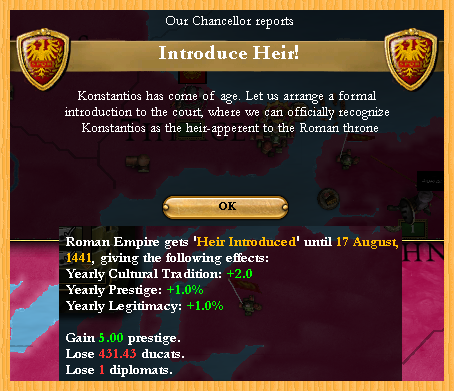 Our Chancellor reports
Introduce Heir!
Konstantios has come of age. Let us arrange a formal
introduction to the court, where we can officially recognize
Konstantios as the heir-apperent to the Roman throne
OK
Roman Empire gets 'Heir Introduced' until 17 August,
1441, giving the following effects:
Yearly Cultural Tradition: +2.0
Yearly Prestige: +1.0%
Yearly Legitimacy: +1.0%
Gain 5.00 prestige.
Lose 431.43 ducats.
Lose 1 diplomats.